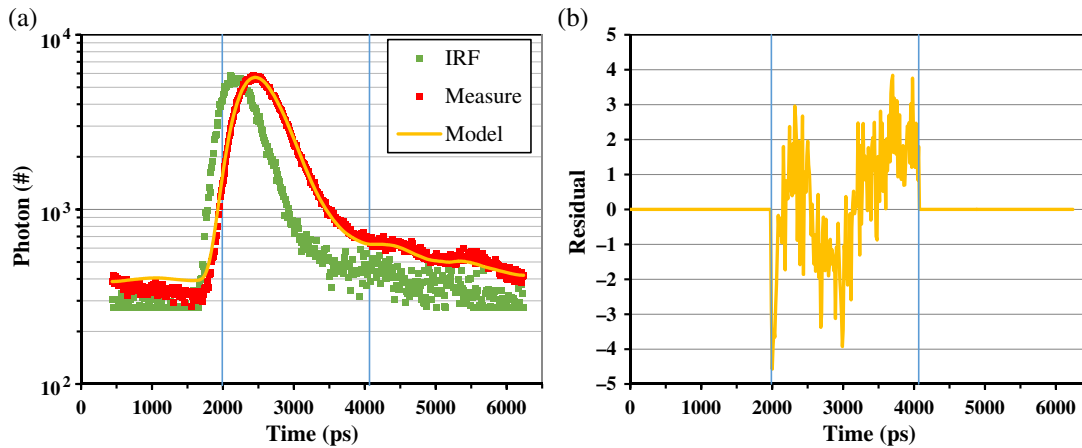 (a)
10⁴
10³
10²
Photon (#)
IRF
Measure
Model
0 1000 2000 3000 4000 5000 6000
Time (ps)
(b)
5
4
3
2
1
0
−1
−2
−3
−4
−5
Residual
0 1000 2000 3000 4000 5000 6000
Time (ps)